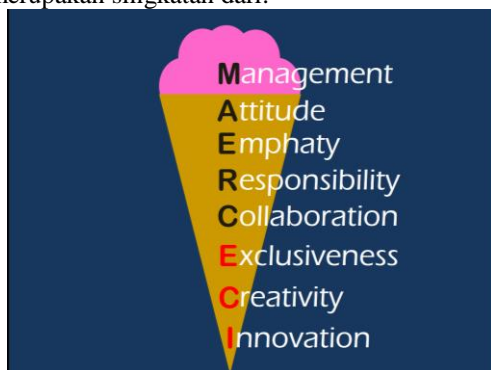 merupakan singkatan dari:
Management
Attitude
Emphaty
Responsibility
Collaboration
Exclusiveness
Creativity
Innovation